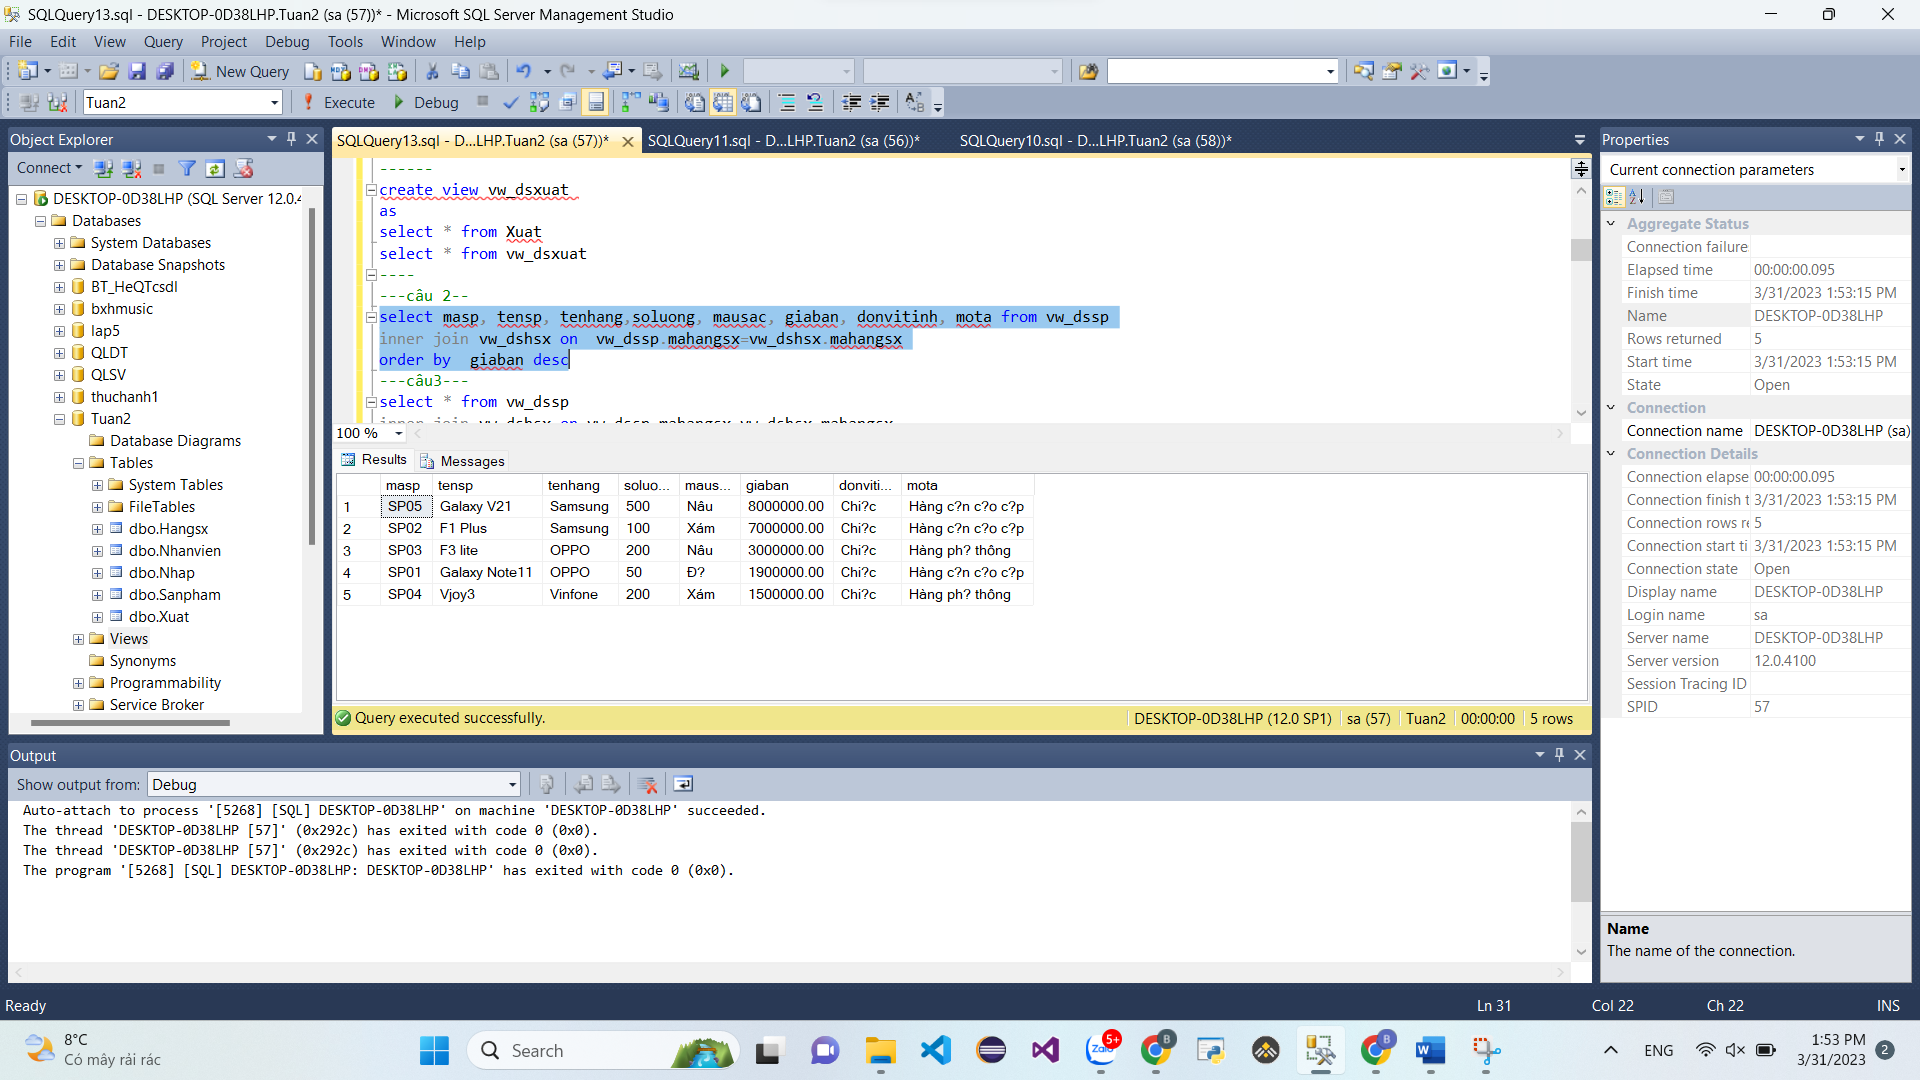 SQLQuery13.sql - DESKTOP-0D38LHP.Tuan2 (sa (57))* - Microsoft SQL Server Management Studio
File Edit View Query Project Debug Tools Window Help
New Query
Tuan2 Execute Debug
Object Explorer
Connect
DESKTOP-0D38LHP (SQL Server 12.0.4
Databases
System Databases
Database Snapshots
BT_HeQTcsdl
bxhmusic
lap5
QLDT
QLSV
thuchanh1
Tuan2
Database Diagrams
Tables
System Tables
FileTables
dbo.Hangsx
dbo.Nhanvien
dbo.Nhap
dbo.Sanpham
dbo.Xuat
Views
Synonyms
Programmability
Service Broker
SQLQuery13.sql - D...LHP.Tuan2 (sa (57))* SQLQuery11.sql - D...LHP.Tuan2 (sa (56))* SQLQuery10.sql - D...LHP.Tuan2 (sa (58))*
------
create view vw_dsxuat
as
select * from Xuat
select * from vw_dsxuat
----
---câu 2--
select masp, tensp, tenhang,soluong, mausac, giaban, donvitinh, mota from vw_dssp
inner join vw_dshsx on vw_dssp.mahangsx=vw_dshsx.mahangsx
order by giaban desc
---câu3---
select * from vw_dssp
inner join vw_dshsx on vw_dssp.mahangsx=vw_dshsx.mahangsx
100 %
Results Messages
masp tensp tenhang soluo... maus... giaban donviti... mota
1 SP05 Galaxy V21 Samsung 500 Nâu 8000000.00 Chi?c Hàng c?n c?o c?p
2 SP02 F1 Plus Samsung 100 Xám 7000000.00 Chi?c Hàng c?n c?o c?p
3 SP03 F3 lite OPPO 200 Nâu 3000000.00 Chi?c Hàng ph? thông
4 SP01 Galaxy Note11 OPPO 50 Đ? 1900000.00 Chi?c Hàng c?n c?o c?p
5 SP04 Vjoy3 Vinfone 200 Xám 1500000.00 Chi?c Hàng ph? thông
Query executed successfully. DESKTOP-0D38LHP (12.0 SP1) sa (57) Tuan2 00:00:00 5 rows
Properties
Current connection parameters
Aggregate Status
Connection failure
Elapsed time 00:00:00.095
Finish time 3/31/2023 1:53:15 PM
Name DESKTOP-0D38LHP
Rows returned 5
Start time 3/31/2023 1:53:15 PM
State Open
Connection
Connection name DESKTOP-0D38LHP (sa)
Connection Details
Connection elapse 00:00:00.095
Connection finish t 3/31/2023 1:53:15 PM
Connection rows re 5
Connection start ti 3/31/2023 1:53:15 PM
Connection state Open
Display name DESKTOP-0D38LHP
Login name sa
Server name DESKTOP-0D38LHP
Server version 12.0.4100
Session Tracing ID
SPID 57
Name
The name of the connection.
Output
Show output from: Debug
Auto-attach to process '[5268] [SQL] DESKTOP-0D38LHP' on machine 'DESKTOP-0D38LHP' succeeded.
The thread 'DESKTOP-0D38LHP [57]' (0x292c) has exited with code 0 (0x0).
The thread 'DESKTOP-0D38LHP [57]' (0x292c) has exited with code 0 (0x0).
The program '[5268] [SQL] DESKTOP-0D38LHP: DESKTOP-0D38LHP' has exited with code 0 (0x0).
Ready Ln 31 Col 22 Ch 22 INS
8°C
Có mây rải rác
Search
Zalo 5+
ENG
1:53 PM
3/31/2023
2